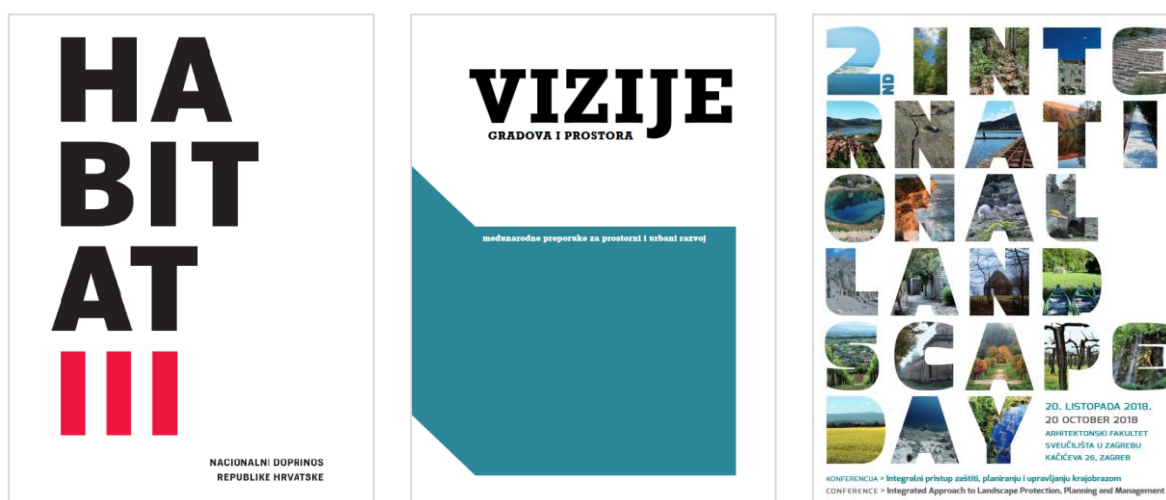 HA
BIT
AT
III
NACIONALNI DOPRINOS
REPUBLIKE HRVATSKE
VIZIJE
GRADOVA I PROSTORA
međunarodne preporuke za prostorni i urbani razvoj
2ND INTE
RNATI
ONAL
LAND
SCAPE
DAY
20. LISTOPADA 2018.
20 OCTOBER 2018
ARHITEKTONSKI FAKULTET
SVEUČILIŠTA U ZAGREBU
KAČIĆEVA 26, ZAGREB
KONFERENCIJA > Integralni pristup zaštiti, planiranju i upravljanju krajobrazom
CONFERENCE > Integrated Approach to Landscape Protection, Planning and Management